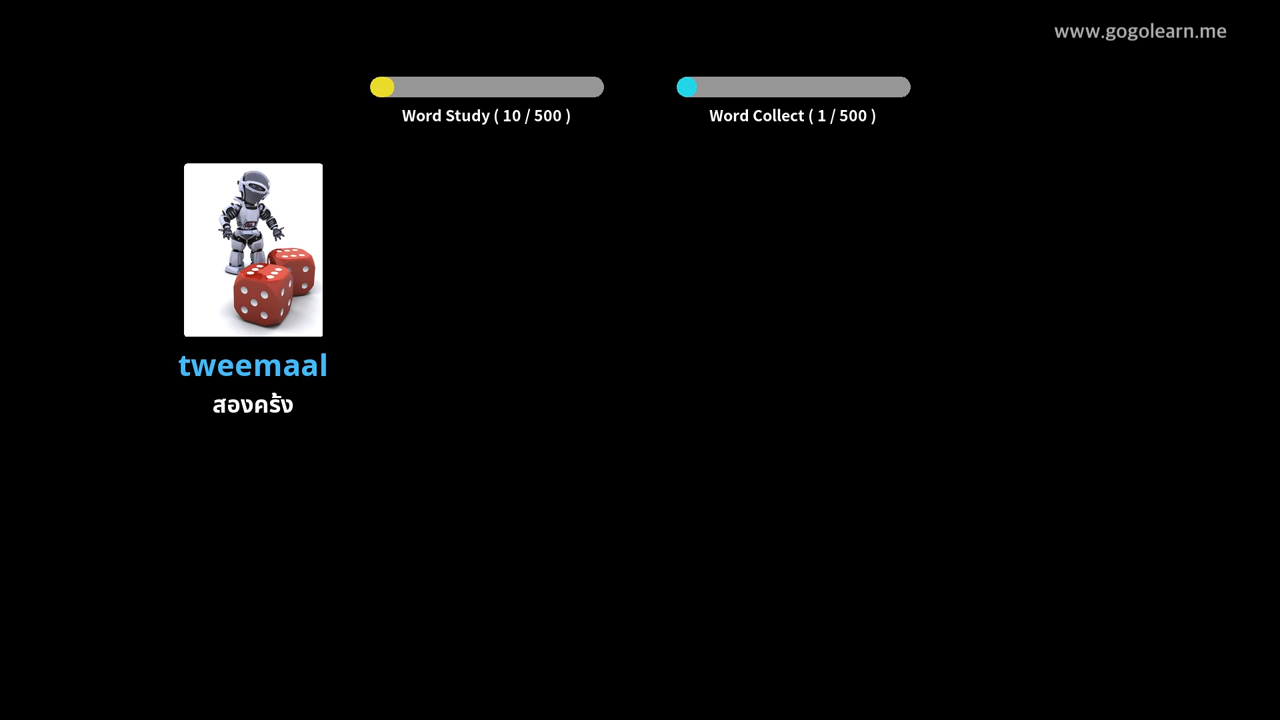 www.gogolearn.me
Word Study ( 10 / 500 )
Word Collect ( 1 / 500 )
tweemaal
สองครั้ง